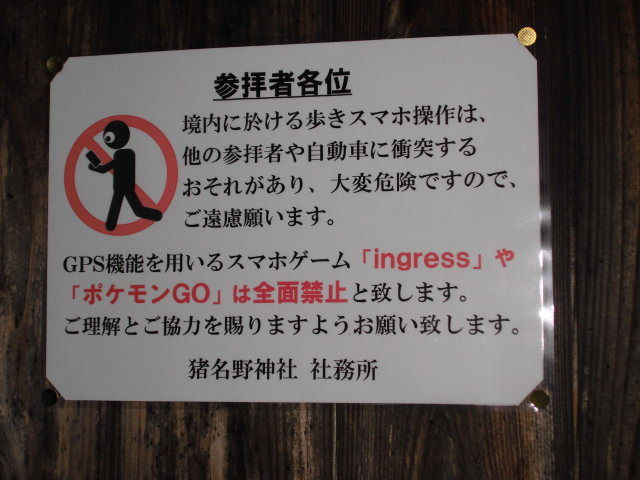 参拝者各位
境内に於ける歩きスマホ操作は、
他の参拝者や自動車に衝突する
おそれがあり、大変危険ですので、
ご遠慮願います。
GPS機能を用いるスマホゲーム「ingress」や
「ポケモンGO」は全面禁止と致します。
ご理解とご協力を賜りますようお願い致します。
猪名野神社 社務所